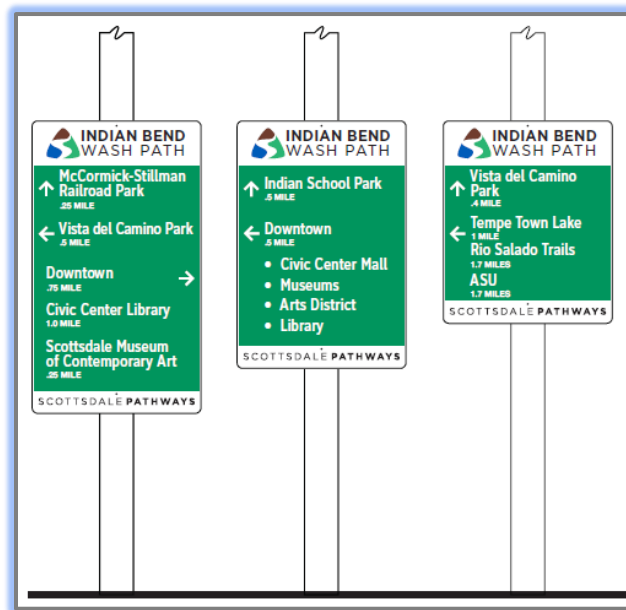 INDIAN BEND
WASH PATH
McCormick-Stillman
Railroad Park
.25 MILE
Vista del Camino Park
.5 MILE
Downtown
.75 MILE
Civic Center Library
1.0 MILE
Scottsdale Museum
of Contemporary Art
.25 MILE
SCOTTSDALE PATHWAYS
INDIAN BEND
WASH PATH
Indian School Park
.5 MILE
Downtown
.5 MILE
• Civic Center Mall
• Museums
• Arts District
• Library
SCOTTSDALE PATHWAYS
INDIAN BEND
WASH PATH
Vista del Camino
Park
.4 MILE
Tempe Town Lake
1 MILE
Rio Salado Trails
1.7 MILES
ASU
1.7 MILES
SCOTTSDALE PATHWAYS